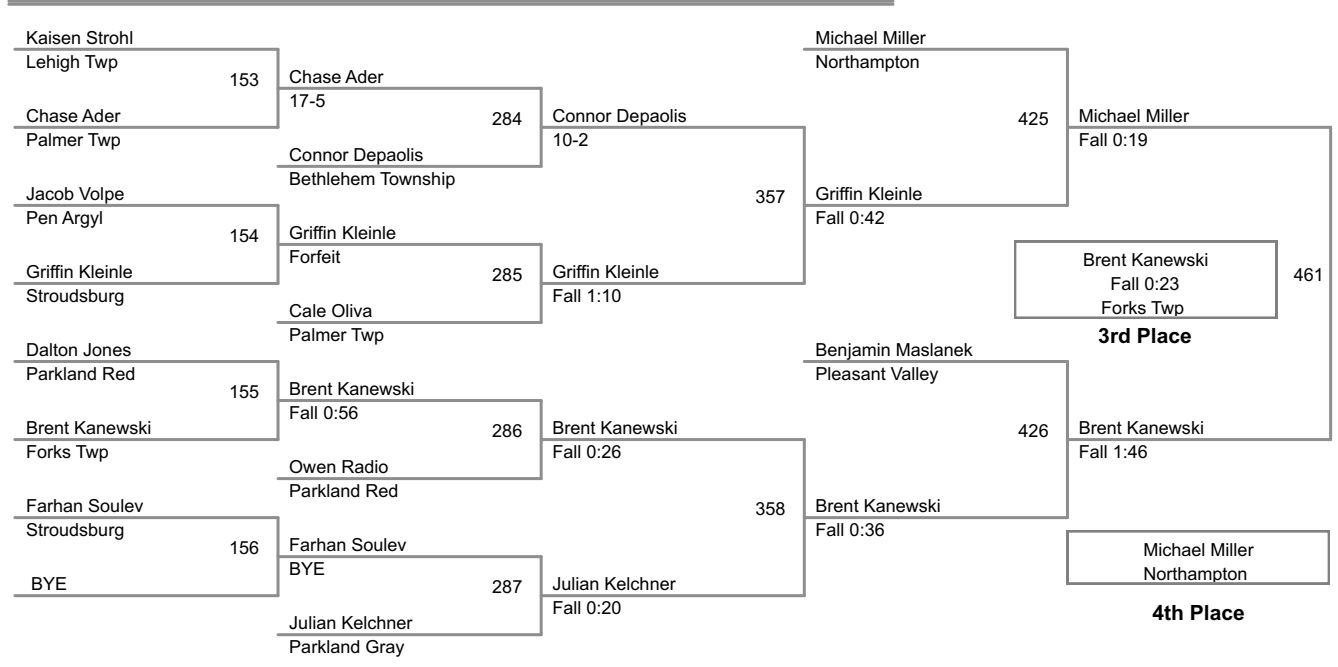 Kaisen Strohl
Lehigh Twp
153
Chase Ader
Palmer Twp
Jacob Volpe
Pen Argyl
154
Griffin Kleinle
Stroudsburg
Dalton Jones
Parkland Red
155
Brent Kanewski
Forks Twp
Farhan Soulev
Stroudsburg
156
BYE
Chase Ader
17-5
284
Connor Depaolis
Bethlehem Township
Griffin Kleinle
Forfeit
285
Cale Oliva
Palmer Twp
Brent Kanewski
Fall 0:56
286
Owen Radio
Parkland Red
Farhan Soulev
BYE
287
Julian Kelchner
Parkland Gray
Connor Depaolis
10-2
357
Griffin Kleinle
Fall 1:10
Brent Kanewski
Fall 0:26
358
Julian Kelchner
Fall 0:20
Michael Miller
Northampton
425
Griffin Kleinle
Fall 0:42
Benjamin Maslanek
Pleasant Valley
426
Brent Kanewski
Fall 0:36
Michael Miller
Fall 0:19
461
Brent Kanewski
Fall 1:46
Brent Kanewski
Fall 0:23
Forks Twp
3rd Place
Michael Miller
Northampton
4th Place